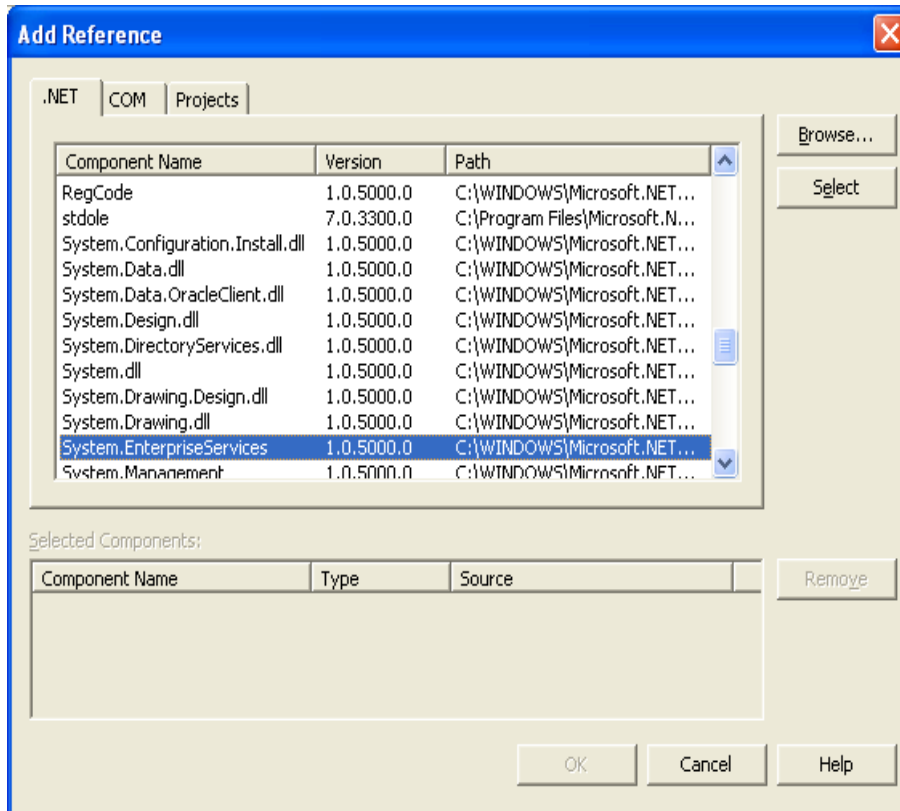 Add Reference
.NET COM Projects
Browse...
Select
Component Name Version Path
RegCode 1.0.5000.0 C:\WINDOWS\Microsoft.NET...
stdole 7.0.3300.0 C:\Program Files\Microsoft.N...
System.Configuration.Install.dll 1.0.5000.0 C:\WINDOWS\Microsoft.NET...
System.Data.dll 1.0.5000.0 C:\WINDOWS\Microsoft.NET...
System.Data.OracleClient.dll 1.0.5000.0 C:\WINDOWS\Microsoft.NET...
System.Design.dll 1.0.5000.0 C:\WINDOWS\Microsoft.NET...
System.DirectoryServices.dll 1.0.5000.0 C:\WINDOWS\Microsoft.NET...
System.dll 1.0.5000.0 C:\WINDOWS\Microsoft.NET...
System.Drawing.Design.dll 1.0.5000.0 C:\WINDOWS\Microsoft.NET...
System.Drawing.dll 1.0.5000.0 C:\WINDOWS\Microsoft.NET...
System.EnterpriseServices 1.0.5000.0 C:\WINDOWS\Microsoft.NET...
System.Management 1.0.5000.0 C:\WINDOWS\Microsoft.NET...
Selected Components:
Component Name Type Source
Remove
OK Cancel Help